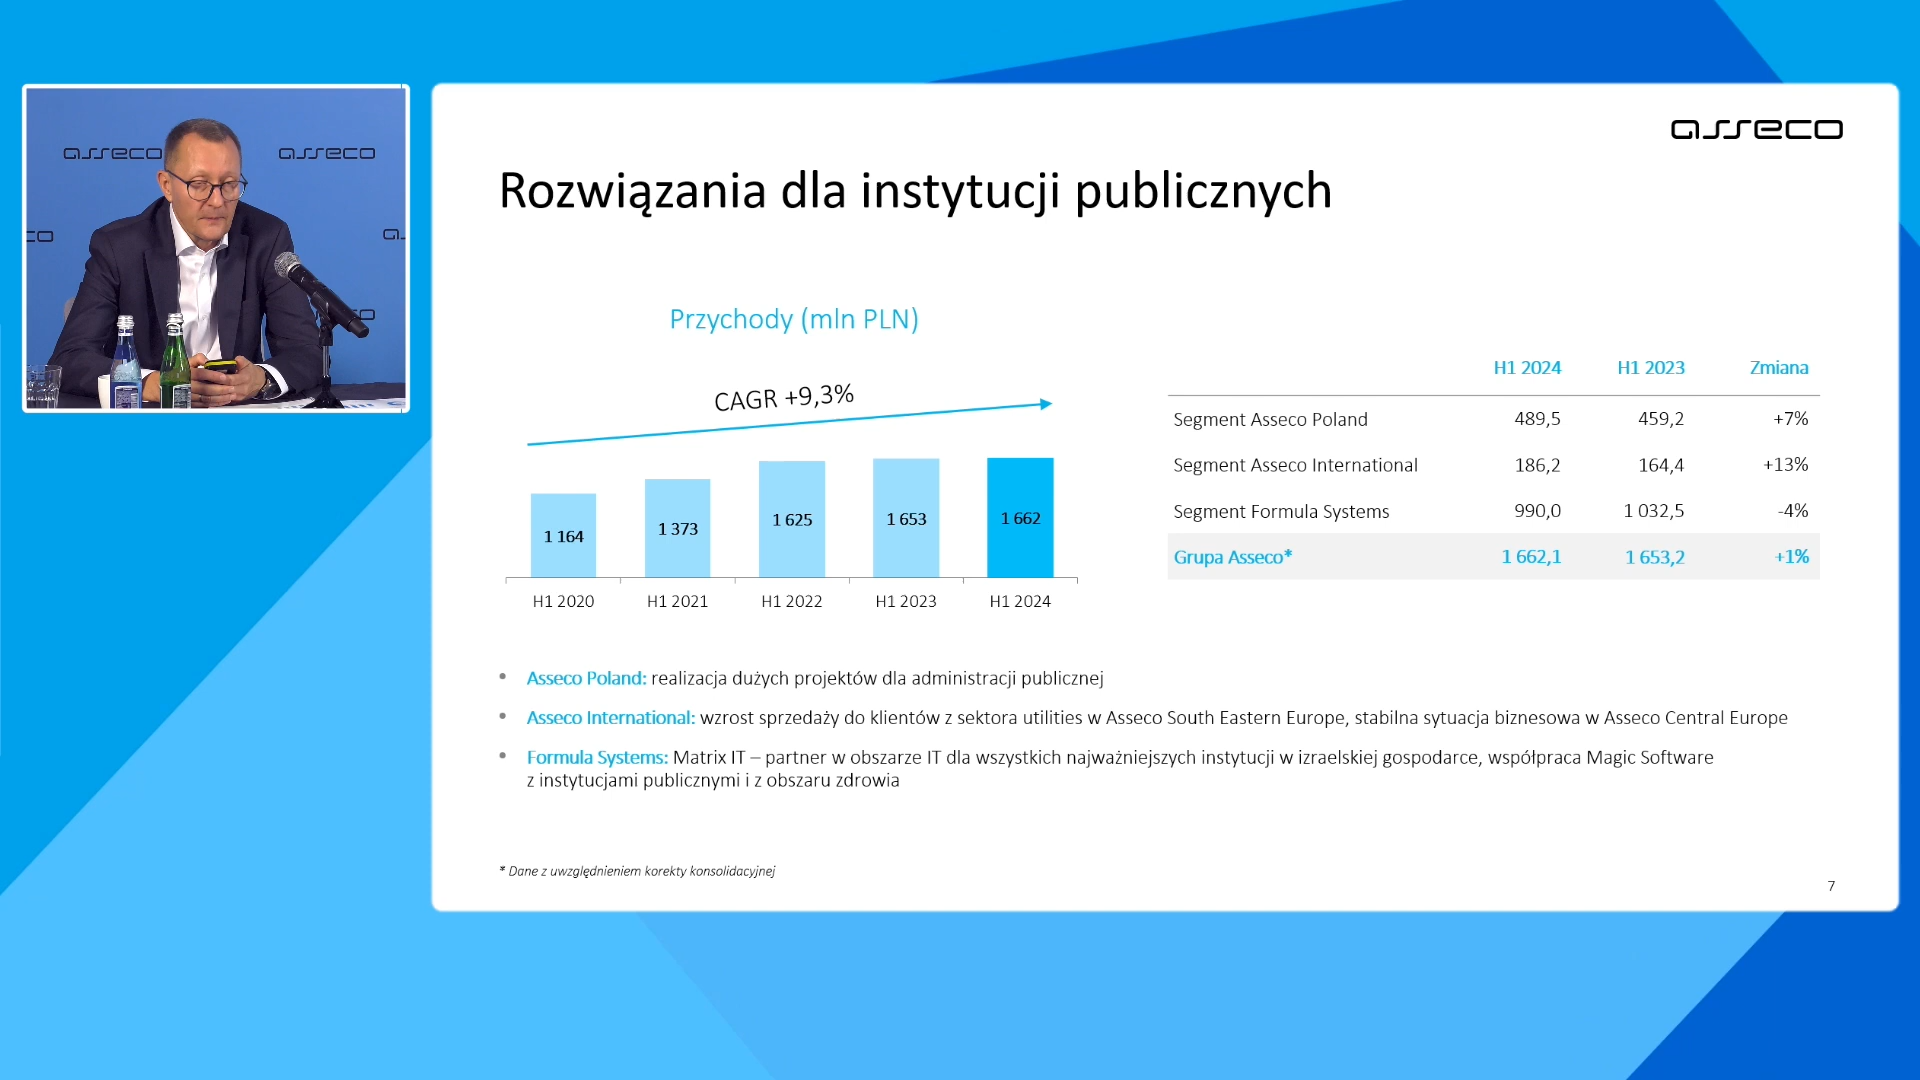 asseco
asseco
co
a
co
asseco
Rozwiązania dla instytucji publicznych
Przychody (mln PLN)
CAGR +9,3%
1 164
1 373
1 625
1 653
1 662
H1 2020
H1 2021
H1 2022
H1 2023
H1 2024
H1 2024 H1 2023 Zmiana
Segment Asseco Poland 489,5 459,2 +7%
Segment Asseco International 186,2 164,4 +13%
Segment Formula Systems 990,0 1 032,5 -4%
Grupa Asseco* 1 662,1 1 653,2 +1%
• Asseco Poland: realizacja dużych projektów dla administracji publicznej
• Asseco International: wzrost sprzedaży do klientów z sektora utilities w Asseco South Eastern Europe, stabilna sytuacja biznesowa w Asseco Central Europe
• Formula Systems: Matrix IT – partner w obszarze IT dla wszystkich najważniejszych instytucji w izraelskiej gospodarce, współpraca Magic Software
z instytucjami publicznymi i z obszaru zdrowia
* Dane z uwzględnieniem korekty konsolidacyjnej
7